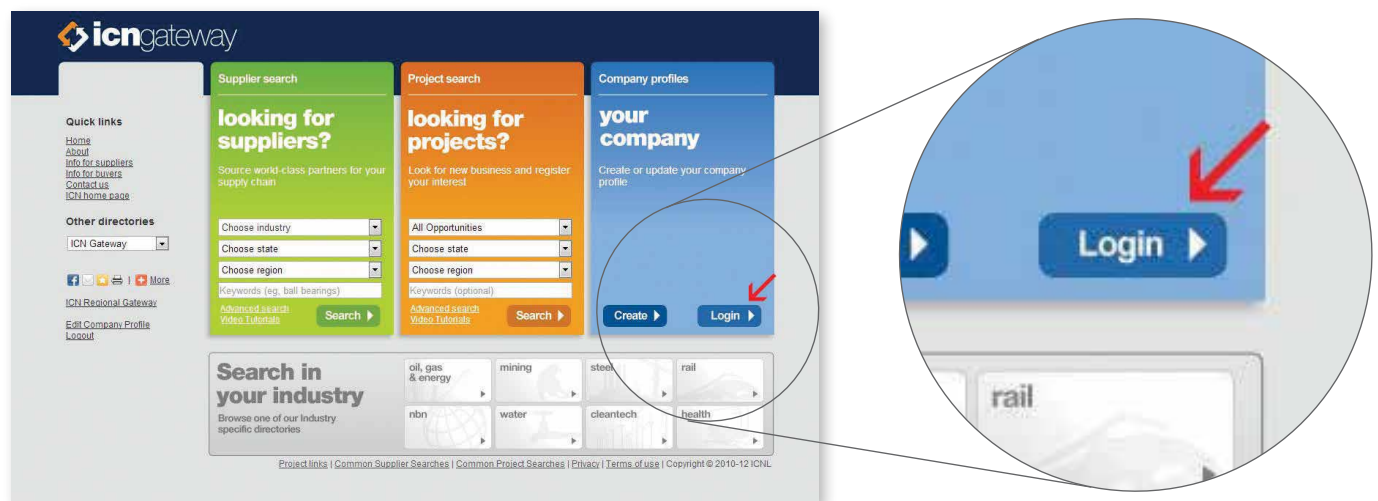 icngateway
Quick links
Home
About
Info for suppliers
Info for buyers
Contact us
ICN home page
Other directories
ICN Gateway
More
ICN Regional Gateway
Edit Company Profile
Logout
Supplier search
looking for
suppliers?
Source world-class partners for your
supply chain
Choose industry
Choose state
Choose region
Keywords (eg, ball bearings)
Advanced search
Video Tutorials
Search
Project search
looking for
projects?
Look for new business and register
your interest
All Opportunities
Choose state
Choose region
Keywords (optional)
Advanced search
Video Tutorials
Search
Company profiles
your
company
Create or update your company
profile
Create
Login
Search in
your industry
Browse one of our Industry
specific directories
oil, gas
& energy
mining
steel
rail
nbn
water
cleantech
health
Project links | Common Supplier Searches | Common Project Searches | Privacy | Terms of use | Copyright © 2010-12 ICNL
Login
rail